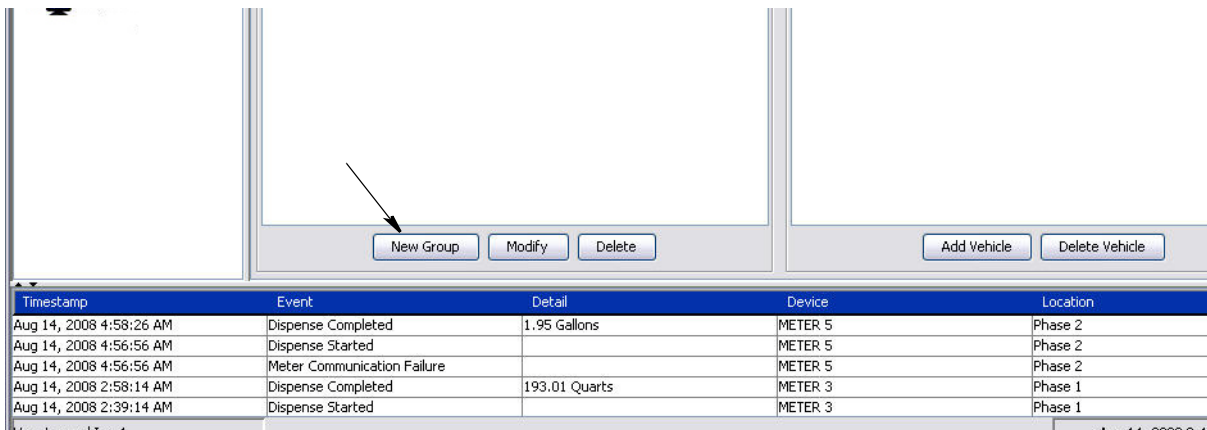 New Group Modify Delete Add Vehicle Delete Vehicle
Timestamp Event Detail Device Location
Aug 14, 2008 4:58:26 AM Dispense Completed 1.95 Gallons METER 5 Phase 2
Aug 14, 2008 4:56:56 AM Dispense Started METER 5 Phase 2
Aug 14, 2008 4:56:56 AM Meter Communication Failure METER 5 Phase 2
Aug 14, 2008 2:58:14 AM Dispense Completed 193.01 Quarts METER 3 Phase 1
Aug 14, 2008 2:39:14 AM Dispense Started METER 3 Phase 1